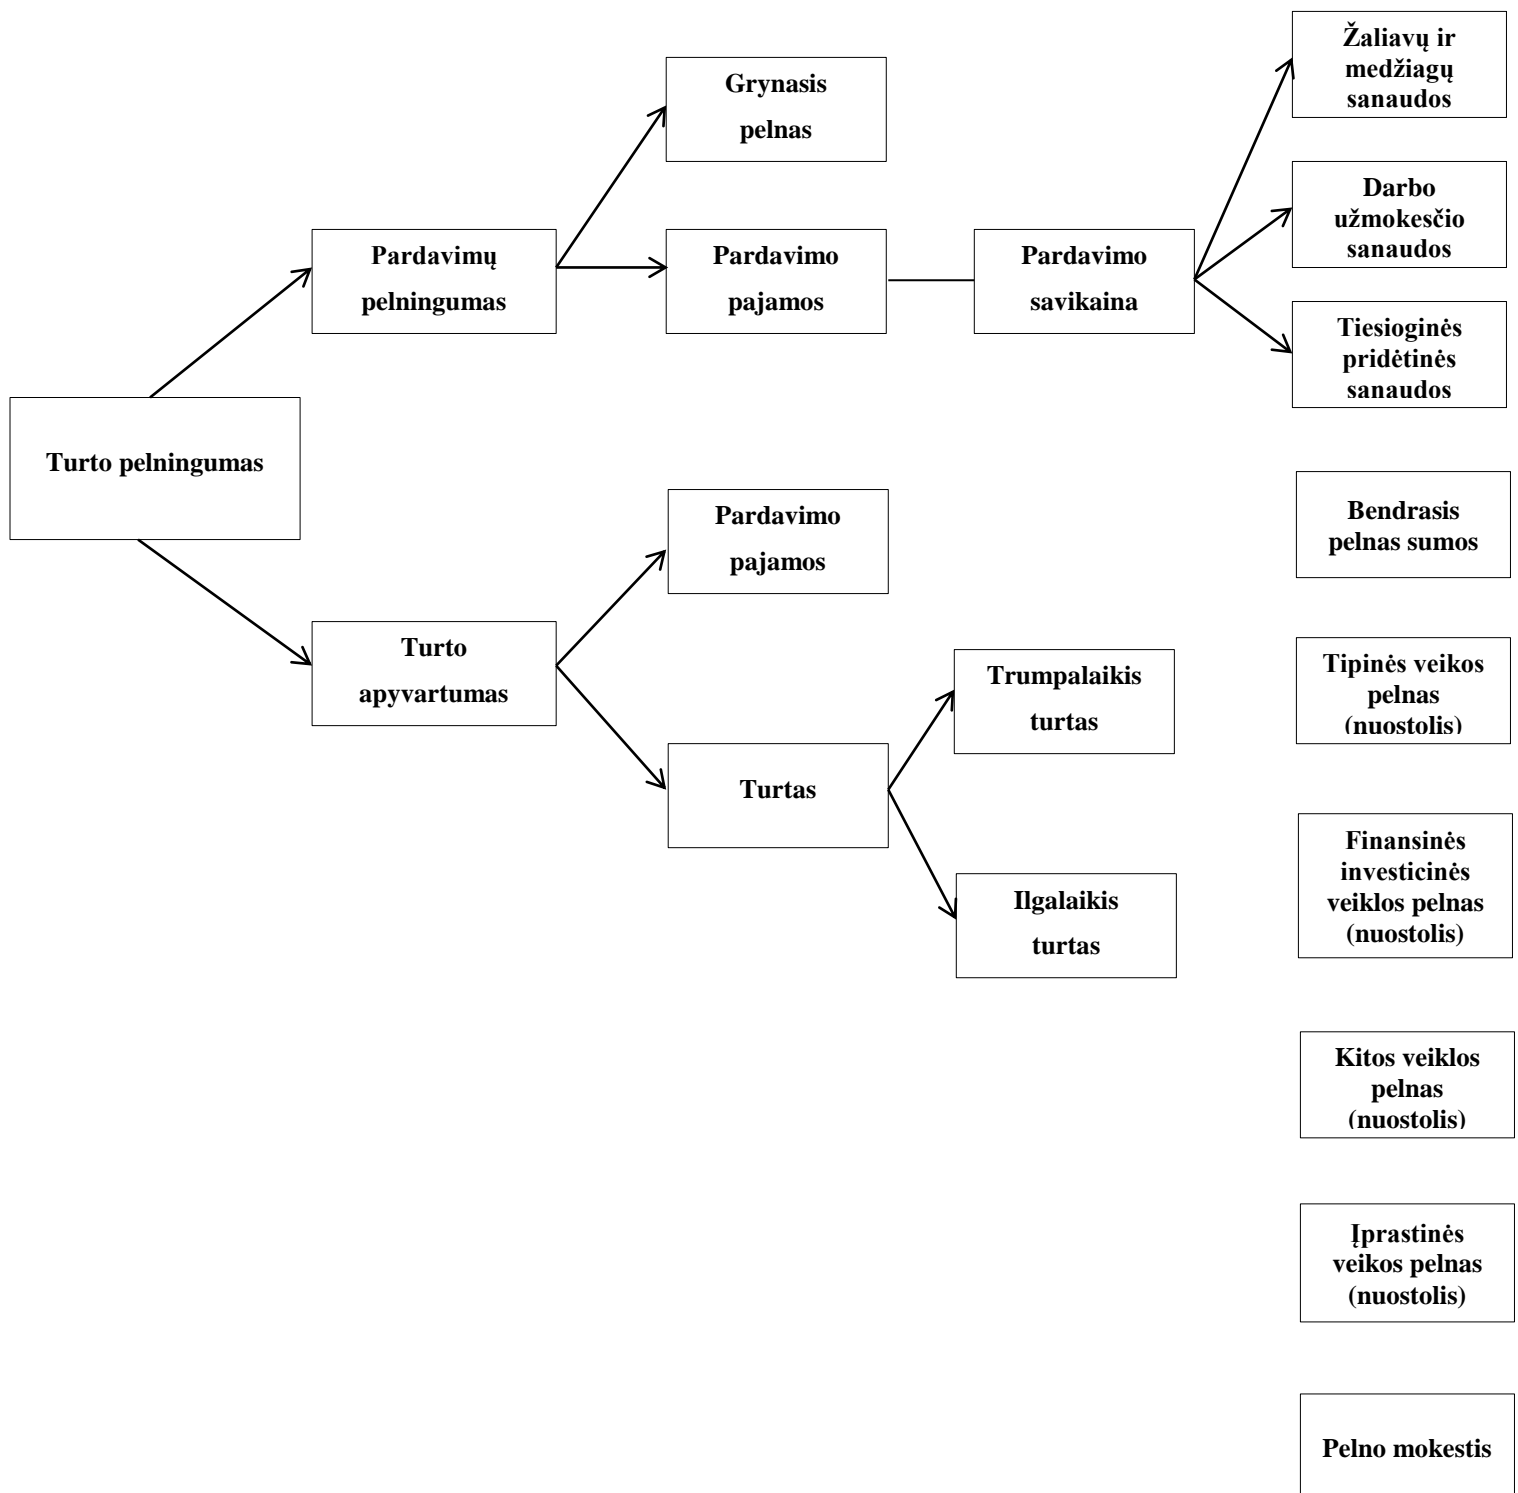 Žaliavų ir
medžiagų
sanaudos
Grynasis
pelnas
Darbo
užmokesčio
sanaudos
Pardavimų
pelningumas
Pardavimo
pajamos
Pardavimo
savikaina
Tiesioginės
pridėtinės
sanaudos
Turto pelningumas
Pardavimo
pajamos
Bendrasis
pelnas sumos
Turto
apyvartumas
Trumpalaikis
turtas
Tipinės veikos
pelnas
(nuostolis)
Turtas
Finansinės
investicinės
veiklos pelnas
(nuostolis)
Ilgalaikis
turtas
Kitos veiklos
pelnas
(nuostolis)
Įprastinės
veikos pelnas
(nuostolis)
Pelno mokestis